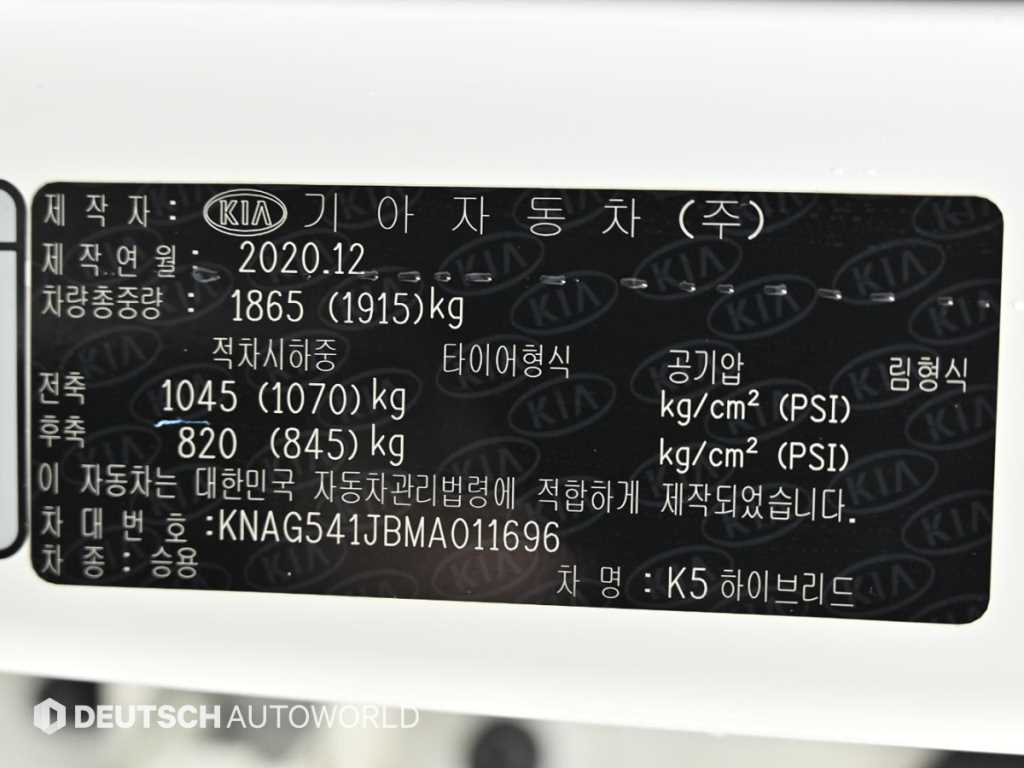 제 작 자 : KIA 기 아 자 동 차 (주)
제 작 연 월 : 2020.12
차량총중량 : 1865 (1915)kg
적차시하중 타이어형식 공기압 림형식
전축 1045 (1070)kg kg/cm² (PSI)
후축 820 (845)kg kg/cm² (PSI)
이 자동차는 대한민국 자동차관리법령에 적합하게 제작되었습니다.
차 대 번 호 :KNAG541JBMA011696
차 종 : 승용
차 명 : K5 하이브리드
DEUTSCH AUTOWORLD